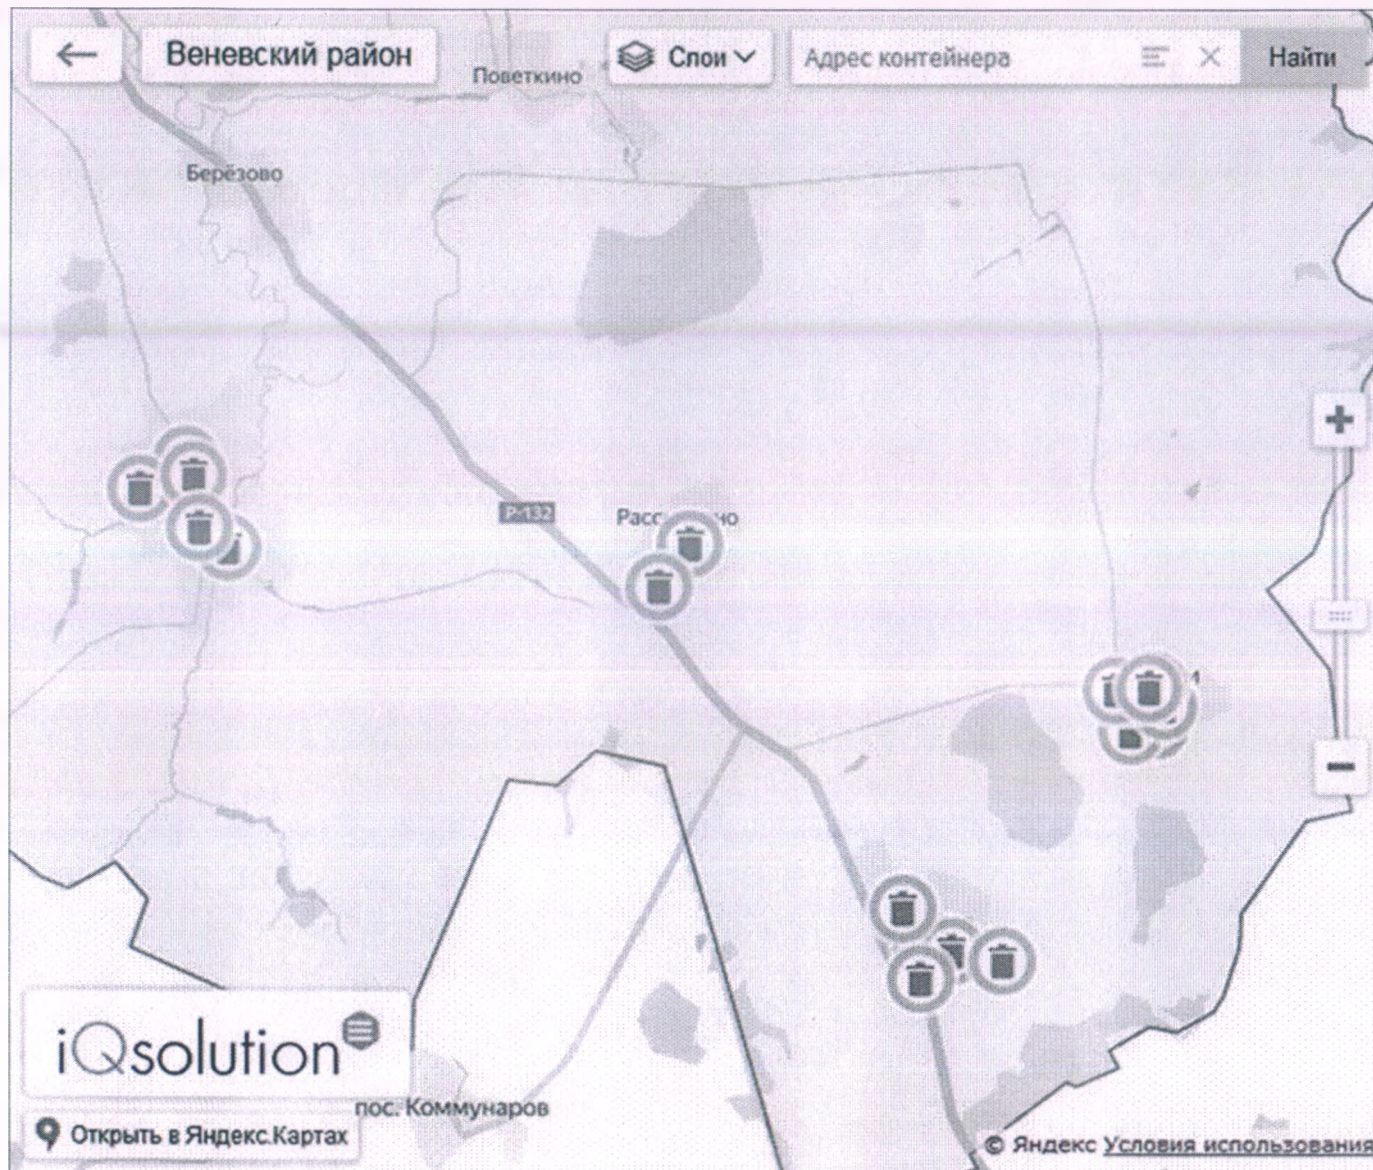 Веневский район
Слои
Адрес контейнера
Найти
Поветкино
Берёзово
Р-132
iQsolution
пос. Коммунаров
Открыть в Яндекс.Картах
© Яндекс Условия использования